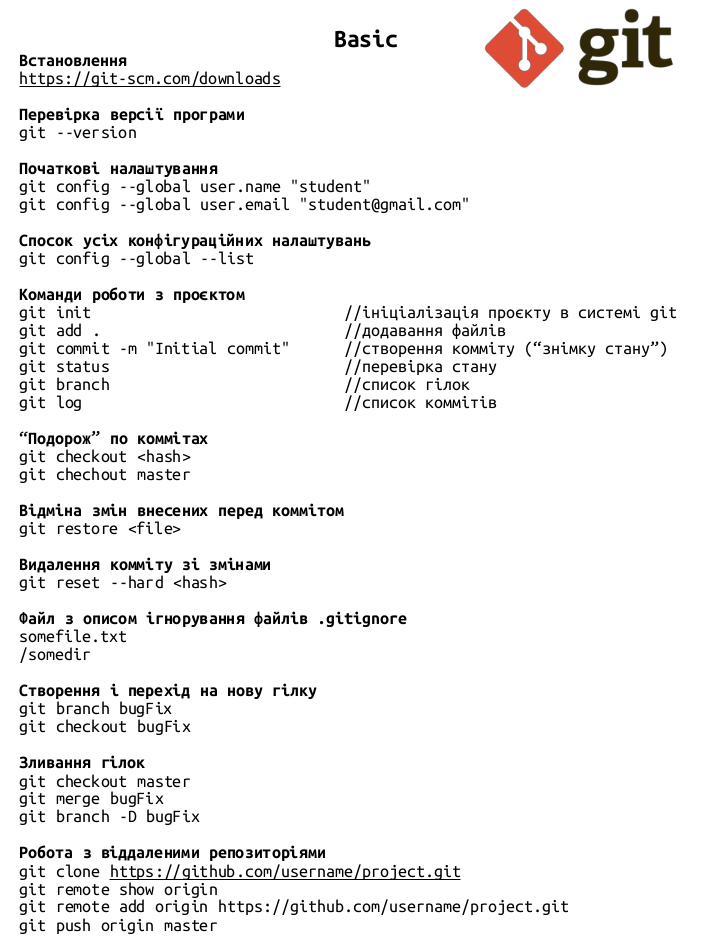 Basic
git
Встановлення
https://git-scm.com/downloads
Перевірка версії програми
git --version
Початкові налаштування
git config --global user.name "student"
git config --global user.email "student@gmail.com"
Спосок усіх конфігураційних налаштувань
git config --global --list
Команди роботи з проєктом
git init //ініціалізація проєкту в системі git
git add . //додавання файлів
git commit -m "Initial commit" //створення комміту (“знімку стану”)
git status //перевірка стану
git branch //список гілок
git log //список коммітів
“Подорож” по коммітах
git checkout <hash>
git chechout master
Відміна змін внесених перед коммітом
git restore <file>
Видалення комміту зі змінами
git reset --hard <hash>
Файл з описом ігнорування файлів .gitignore
somefile.txt
/somedir
Створення і перехід на нову гілку
git branch bugFix
git checkout bugFix
Зливання гілок
git checkout master
git merge bugFix
git branch -D bugFix
Робота з віддаленими репозиторіями
git clone https://github.com/username/project.git
git remote show origin
git remote add origin https://github.com/username/project.git
git push origin master